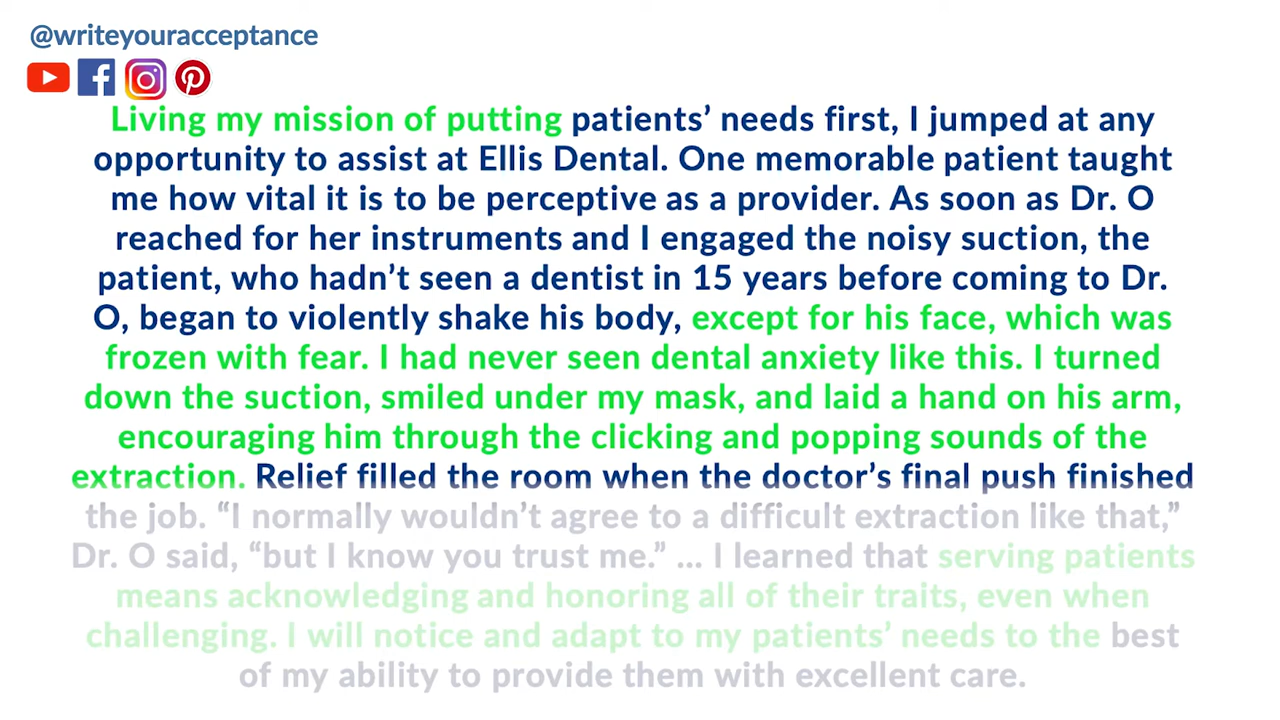 @writeyouracceptance
Living my mission of putting patients’ needs first, I jumped at any
opportunity to assist at Ellis Dental. One memorable patient taught
me how vital it is to be perceptive as a provider. As soon as Dr. O
reached for her instruments and I engaged the noisy suction, the
patient, who hadn’t seen a dentist in 15 years before coming to Dr.
O, began to violently shake his body, except for his face, which was
frozen with fear. I had never seen dental anxiety like this. I turned
down the suction, smiled under my mask, and laid a hand on his arm,
encouraging him through the clicking and popping sounds of the
extraction. Relief filled the room when the doctor’s final push finished
the job. “I normally wouldn’t agree to a difficult extraction like that,”
Dr. O said, “but I know you trust me.” ... I learned that serving patients
means acknowledging and honoring all of their traits, even when
challenging. I will notice and adapt to my patients’ needs to the best
of my ability to provide them with excellent care.